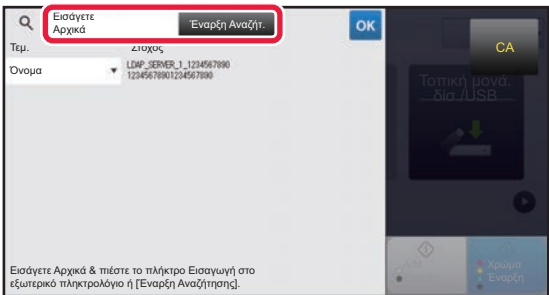 Εισάγετε
Αρχικά
Έναρξη Αναζήτ.
OK
CA
Τεμ.
Στόχος
Όνομα
LDAP_SERVER_1_1234567890
12345678901234567890
Τοπική μονά.
δίσ./USB
Χρώμα
Έναρξη
Εισάγετε Αρχικά & πιέστε το πλήκτρο Εισαγωγή στο
εξωτερικό πληκτρολόγιο ή [Έναρξη Αναζήτησης].